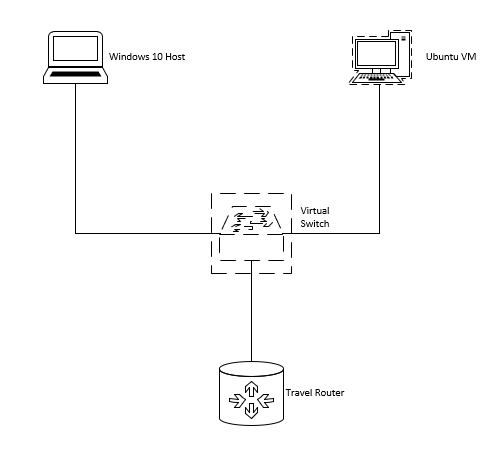 Windows 10 Host
Ubuntu VM
Virtual
Switch
Travel Router